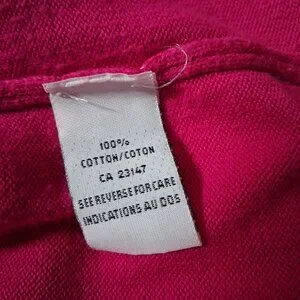 100%
COTTON/COTON
CA 23147
SEE REVERSE FOR CARE
INDICATIONS AU DOS